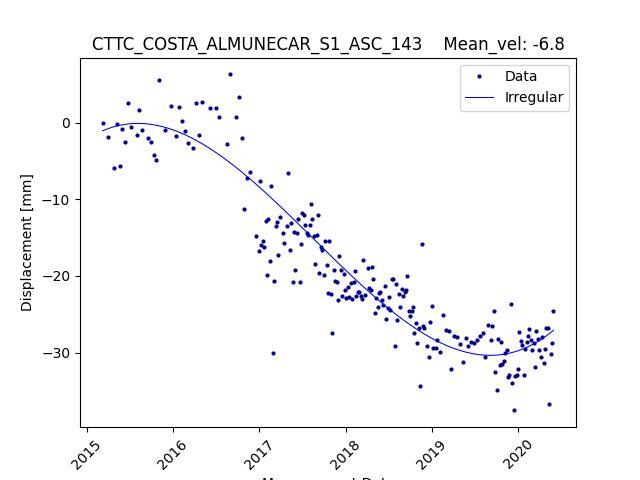 CTTC_COSTA_ALMUNECAR_S1_ASC_143 Mean_vel: -6.8
Data
Irregular
Displacement [mm]
0
−10
−20
−30
2015
2016
2017
2018
2019
2020